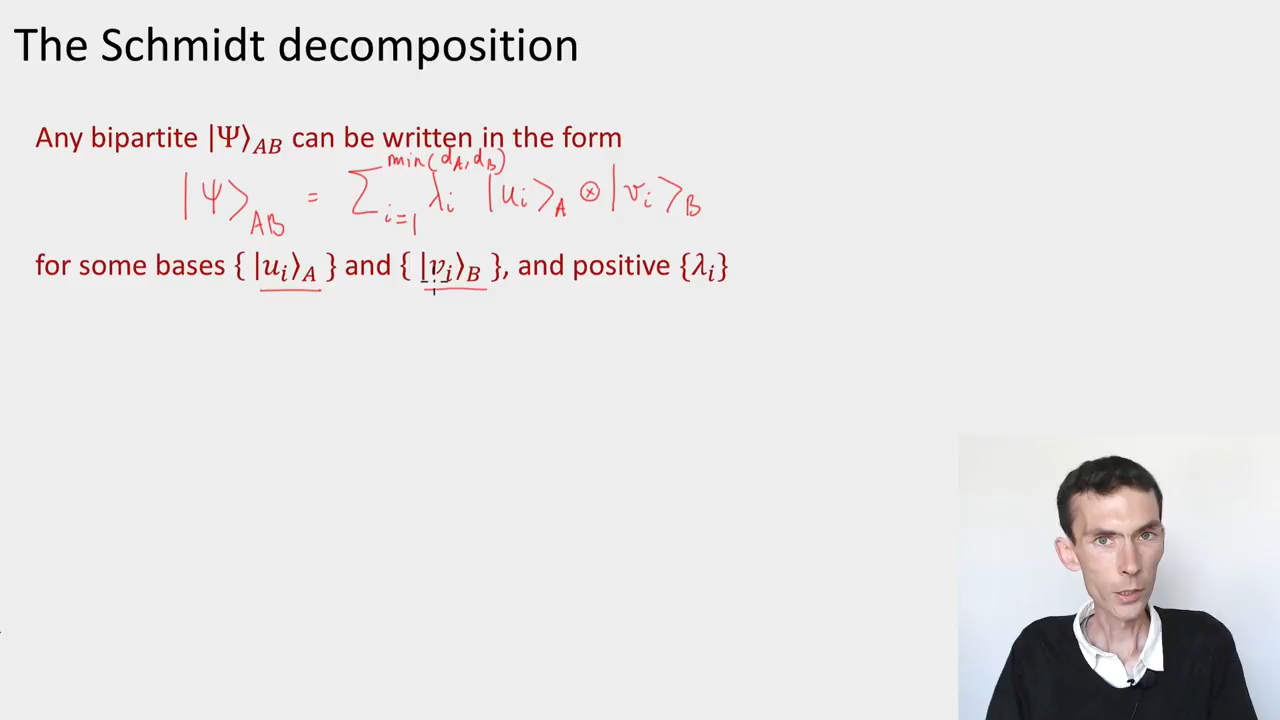 The Schmidt decomposition
Any bipartite |Ψ⟩_AB can be written in the form
|Ψ⟩_AB = ∑_{i=1}^{min(d_A,d_B)} λ_i |u_i⟩_A ⊗ |v_i⟩_B
for some bases { |u_i⟩_A } and { |v_i⟩_B }, and positive {λ_i}